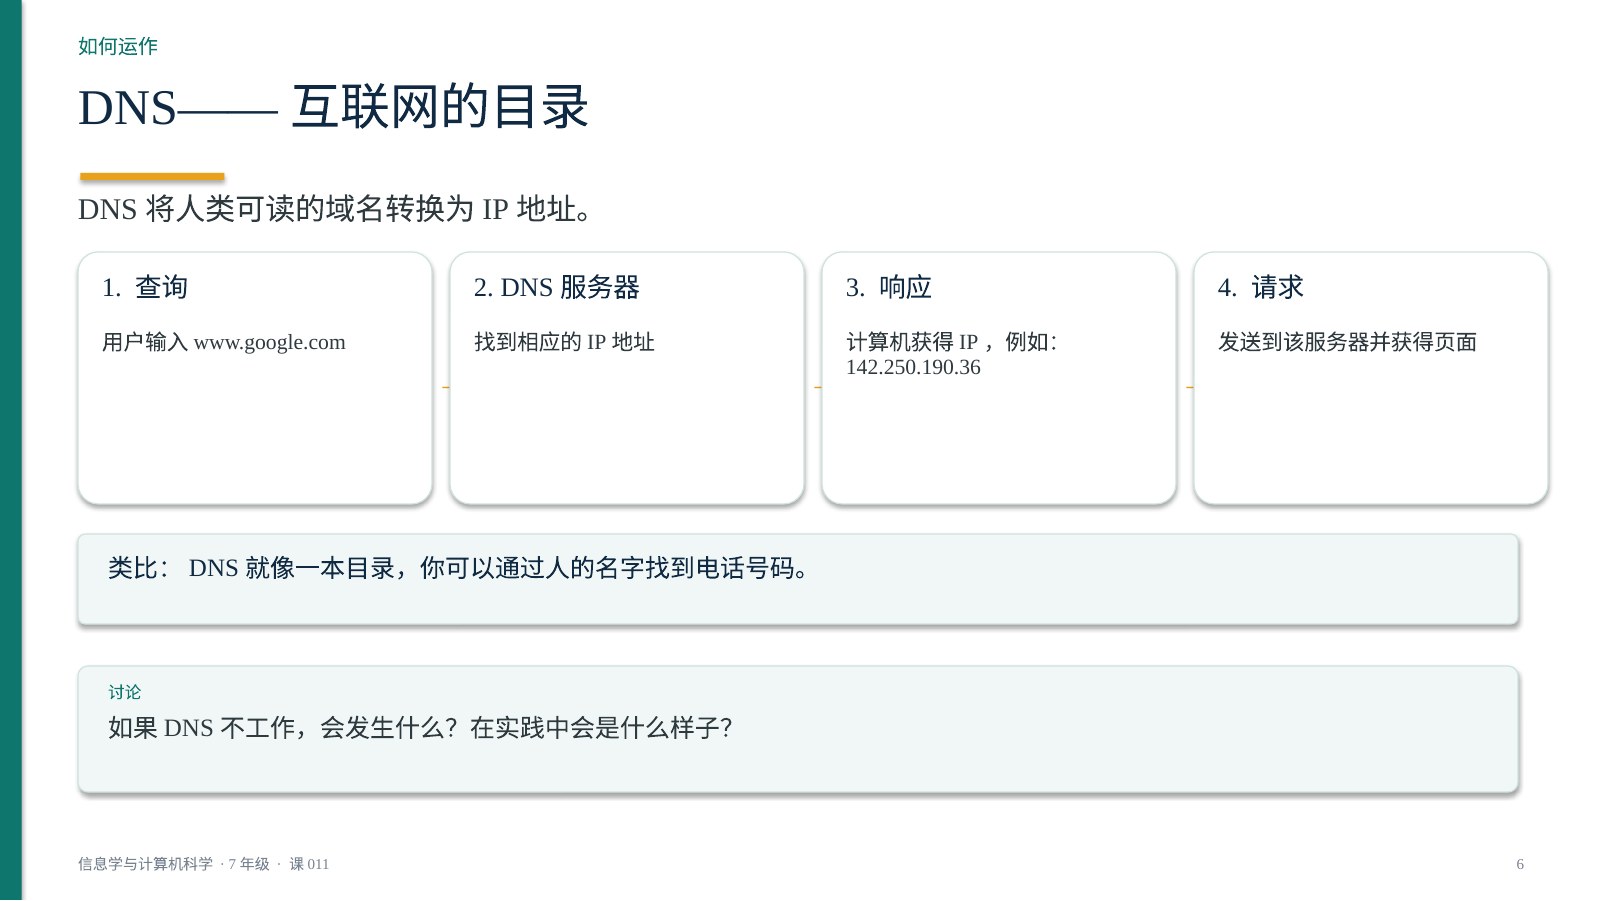 如何运作
DNS—— 互联网的目录
DNS 将人类可读的域名转换为 IP 地址。
1. 查询
用户输入 www.google.com
2. DNS 服务器
找到相应的 IP 地址
3. 响应
计算机获得 IP ，例如：
142.250.190.36
4. 请求
发送到该服务器并获得页面
类比： DNS 就像一本目录，你可以通过人的名字找到电话号码。
讨论
如果 DNS 不工作，会发生什么？在实践中会是什么样子？
信息学与计算机科学 · 7 年级 · 课 011
6